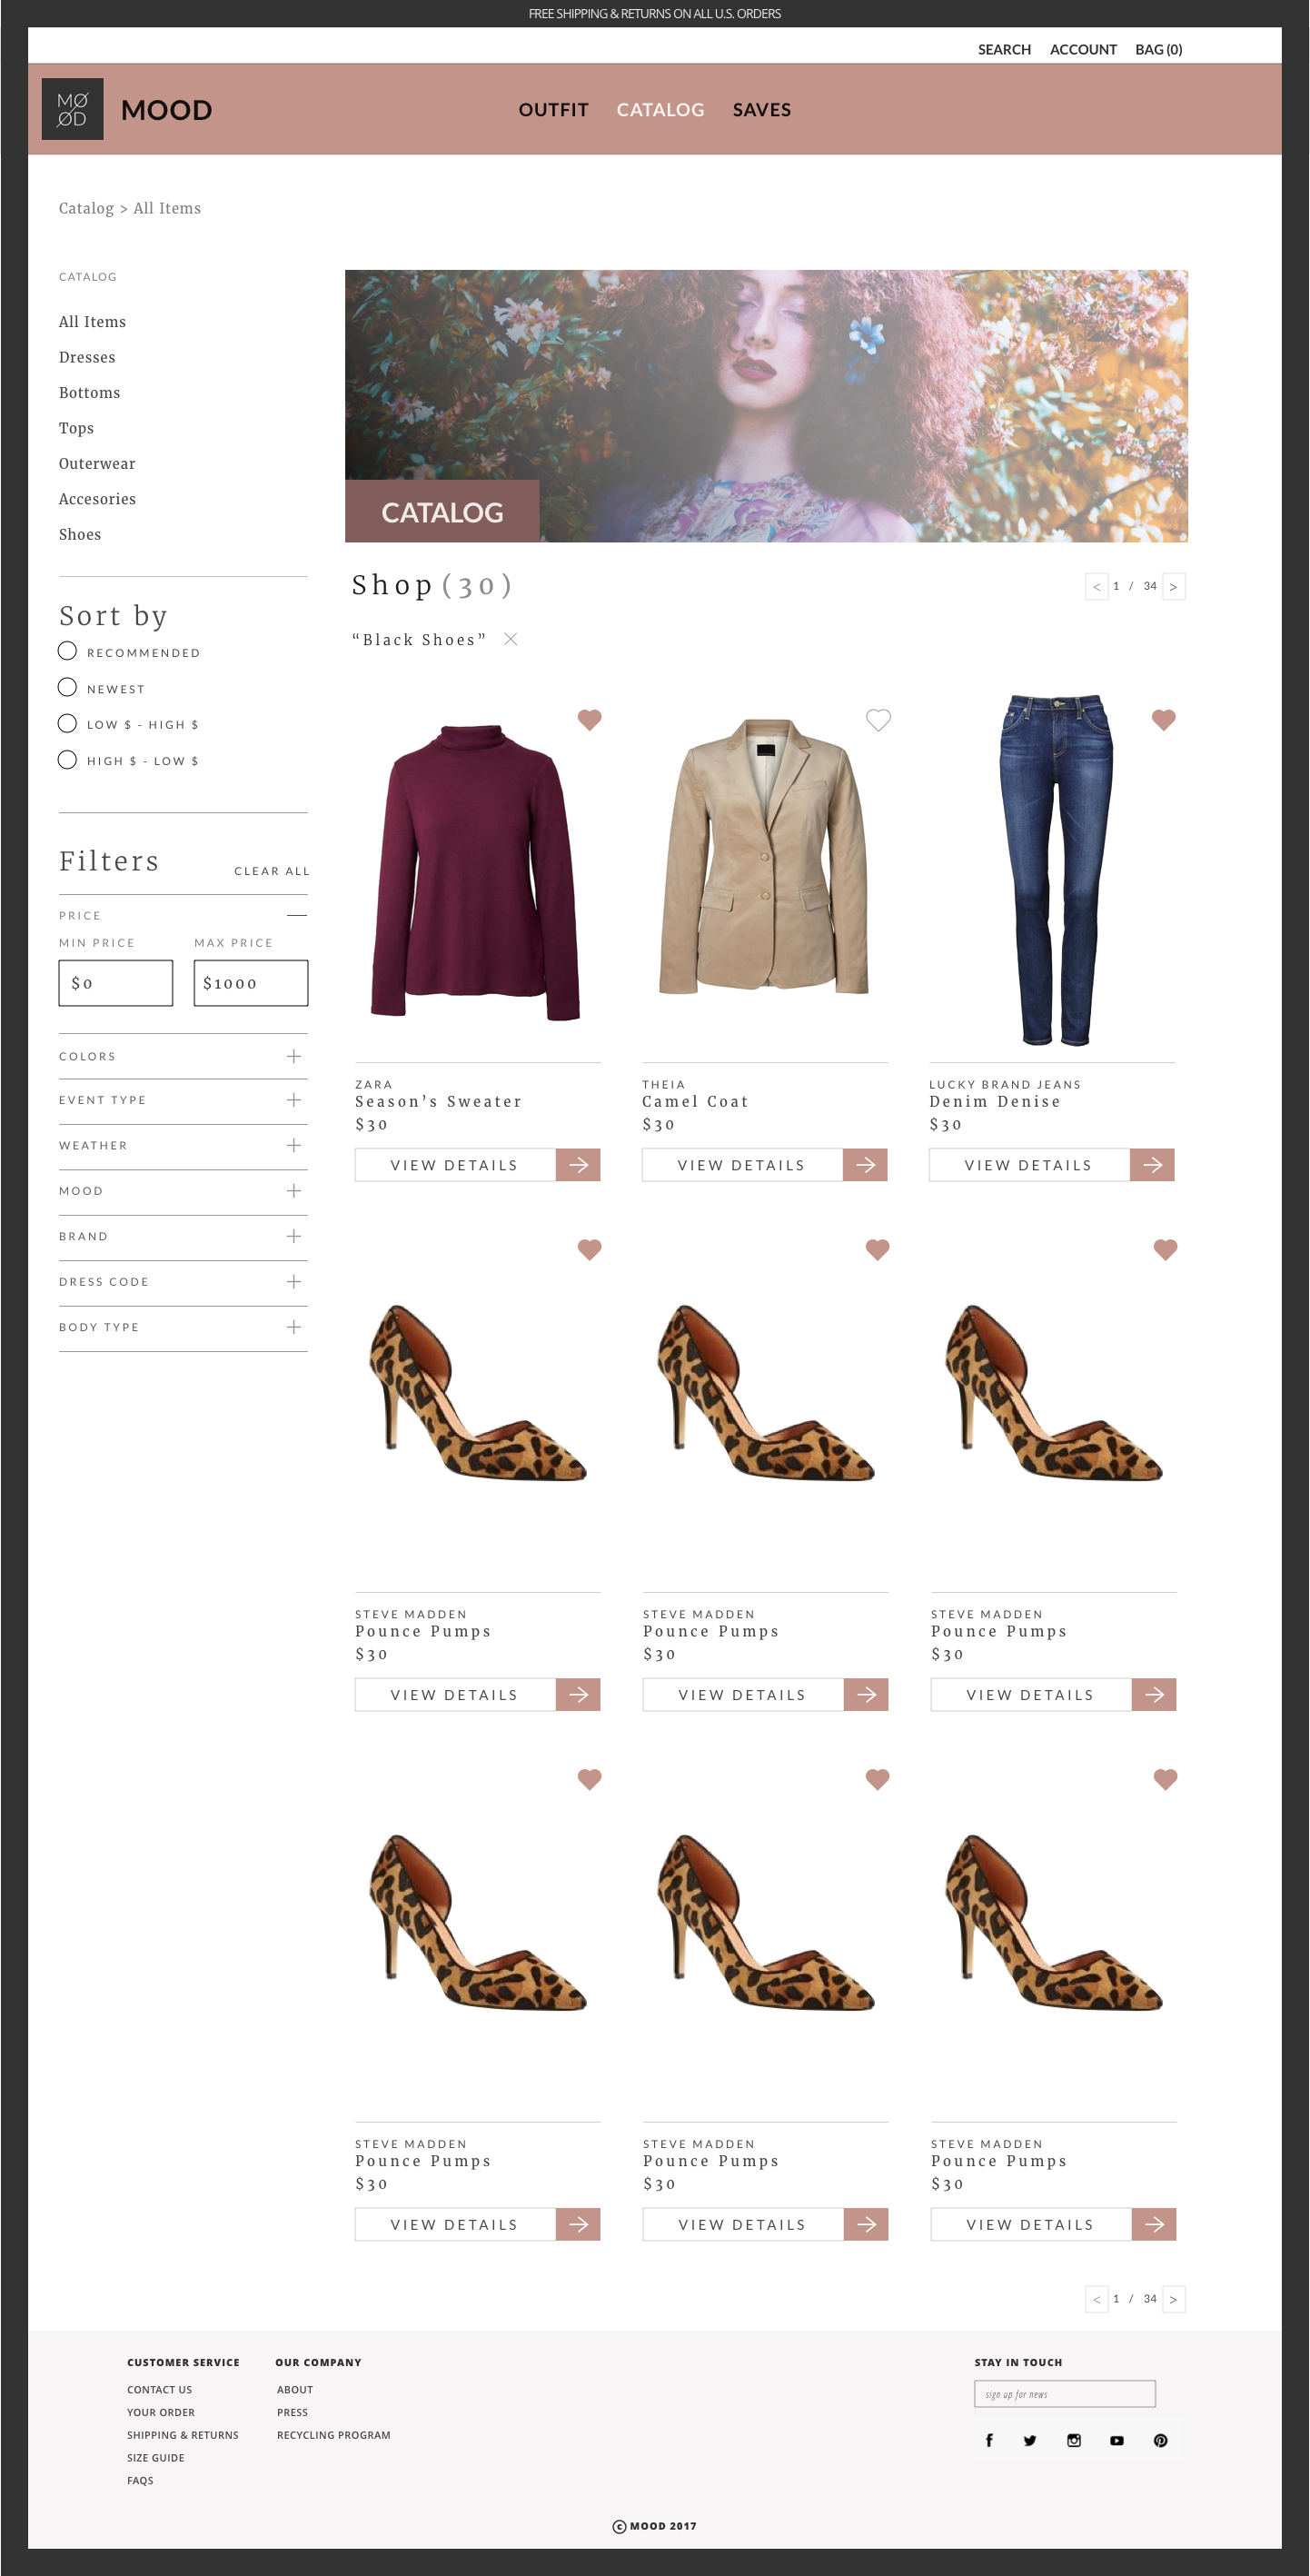 FREE SHIPPING & RETURNS ON ALL U.S. ORDERS
SEARCH ACCOUNT BAG (0)
MØ
ØD
MOOD
OUTFIT CATALOG SAVES
Catalog > All Items
CATALOG
All Items
Dresses
Bottoms
Tops
Outerwear
Accesories
Shoes
Sort by
RECOMMENDED
NEWEST
LOW $ - HIGH $
HIGH $ - LOW $
Filters
CLEAR ALL
PRICE
MIN PRICE MAX PRICE
$0 $1000
COLORS
EVENT TYPE
WEATHER
MOOD
BRAND
DRESS CODE
BODY TYPE
CATALOG
Shop (30)
< 1 / 34 >
“Black Shoes”
ZARA
Season’s Sweater
$30
VIEW DETAILS
THEIA
Camel Coat
$30
VIEW DETAILS
LUCKY BRAND JEANS
Denim Denise
$30
VIEW DETAILS
STEVE MADDEN
Pounce Pumps
$30
VIEW DETAILS
STEVE MADDEN
Pounce Pumps
$30
VIEW DETAILS
STEVE MADDEN
Pounce Pumps
$30
VIEW DETAILS
STEVE MADDEN
Pounce Pumps
$30
VIEW DETAILS
STEVE MADDEN
Pounce Pumps
$30
VIEW DETAILS
STEVE MADDEN
Pounce Pumps
$30
VIEW DETAILS
< 1 / 34 >
CUSTOMER SERVICE
CONTACT US
YOUR ORDER
SHIPPING & RETURNS
SIZE GUIDE
FAQS
OUR COMPANY
ABOUT
PRESS
RECYCLING PROGRAM
STAY IN TOUCH
sign up for news
© MOOD 2017